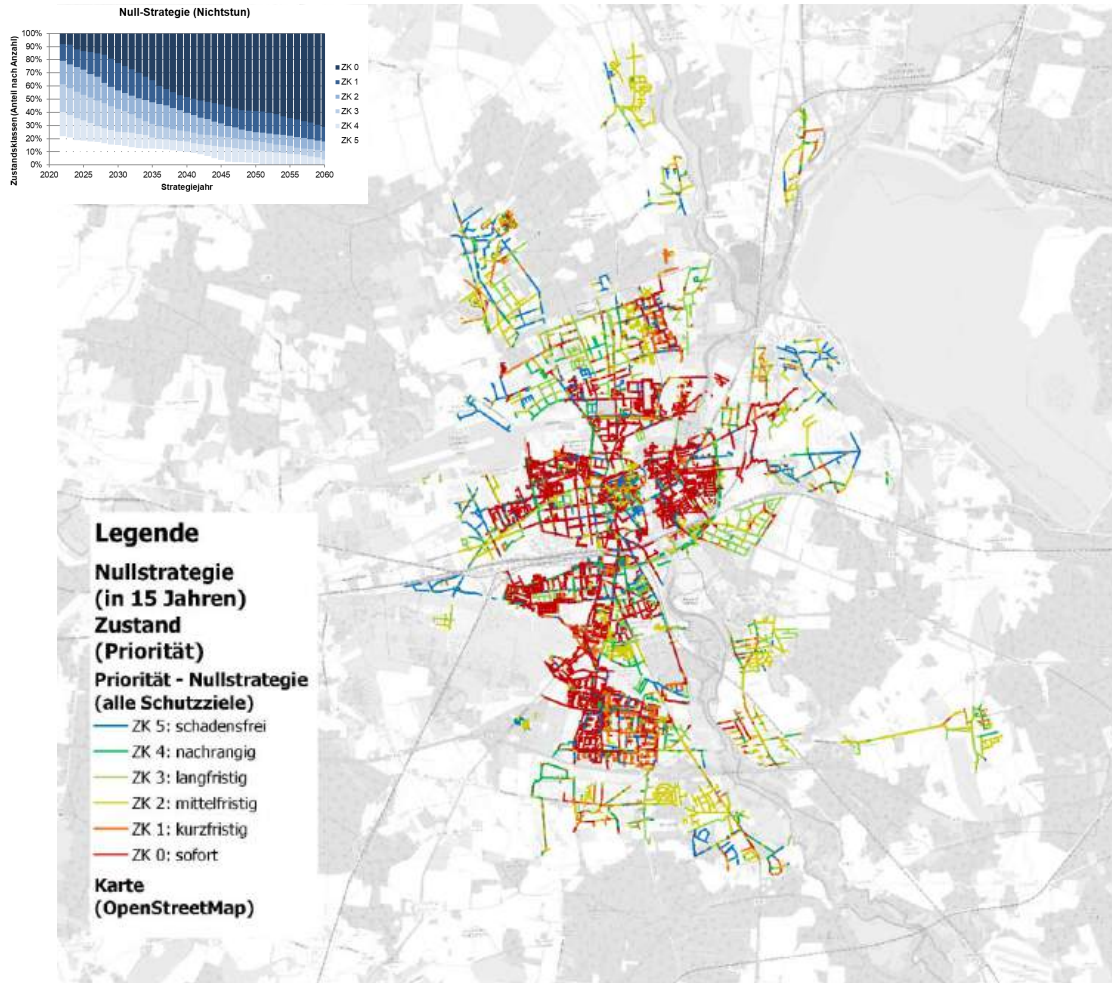 Null-Strategie (Nichtstun)
Zustandsklassen (Anteil nach Anzahl)
100%
90%
80%
70%
60%
50%
40%
30%
20%
10%
0%
2020 2025 2030 2035 2040 2045 2050 2055 2060
Strategiejahr
ZK 0
ZK 1
ZK 2
ZK 3
ZK 4
ZK 5
Legende
Nullstrategie
(in 15 Jahren)
Zustand
(Priorität)
Priorität - Nullstrategie
(alle Schutzziele)
ZK 5: schadensfrei
ZK 4: nachrangig
ZK 3: langfristig
ZK 2: mittelfristig
ZK 1: kurzfristig
ZK 0: sofort
Karte
(OpenStreetMap)